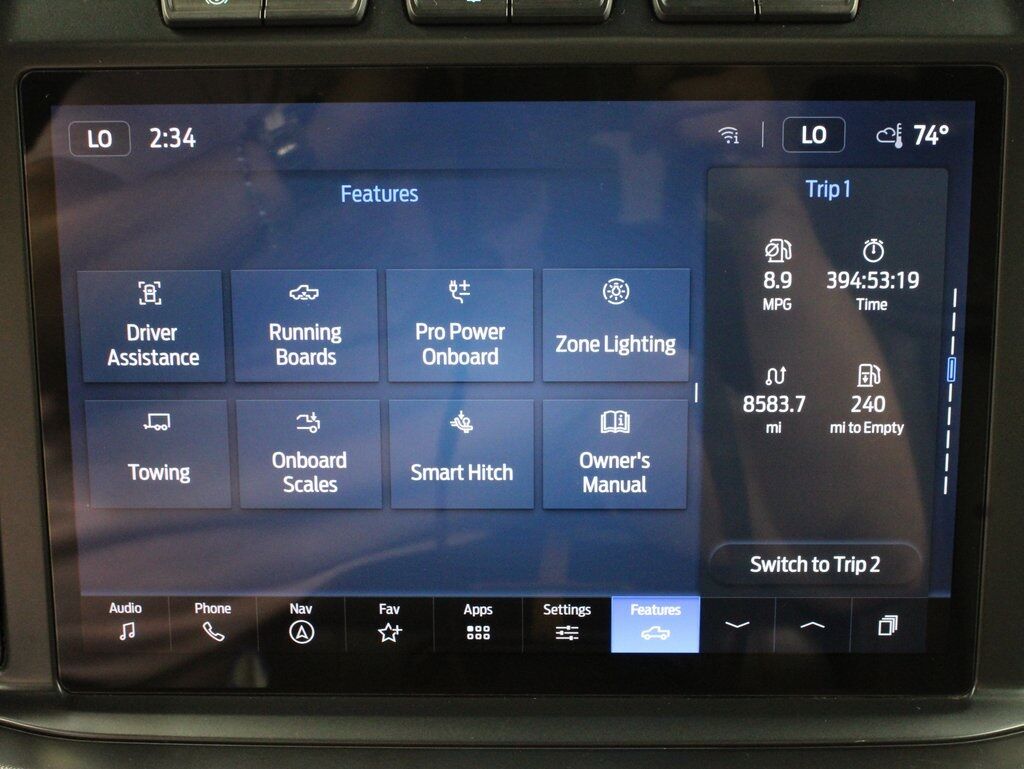 LO 2:34 LO 74°
Features
Driver
Assistance
Running
Boards
Pro Power
Onboard
Zone Lighting
Towing
Onboard
Scales
Smart Hitch
Owner's
Manual
Trip 1
8.9 394:53:19
MPG Time
8583.7 240
mi mi to Empty
Switch to Trip 2
Audio Phone Nav Fav Apps Settings Features